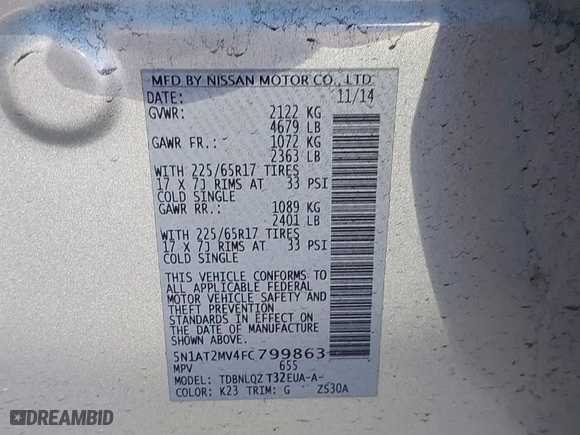 MFD BY NISSAN MOTOR CO., LTD.
DATE: 11/14
GVWR: 2122 KG
4679 LB
GAWR FR.: 1072 KG
2363 LB
WITH 225/65R17 TIRES
17 X 7J RIMS AT 33 PSI
COLD SINGLE
GAWR RR.: 1089 KG
2401 LB
WITH 225/65R17 TIRES
17 X 7J RIMS AT 33 PSI
COLD SINGLE
THIS VEHICLE CONFORMS TO
ALL APPLICABLE FEDERAL
MOTOR VEHICLE SAFETY AND
THEFT PREVENTION
STANDARDS IN EFFECT ON
THE DATE OF MANUFACTURE
SHOWN ABOVE.
5N1AT2MV4FC799863
MPV 655
MODEL: TDBNLQZ T32EUA-A-
COLOR: K23 TRIM: G ZS30A
DREAMBID